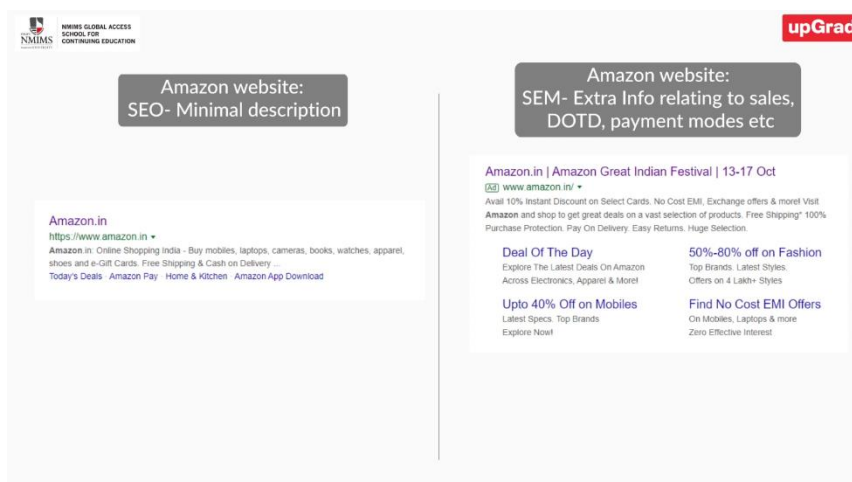 NMIMS GLOBAL ACCESS
SCHOOL FOR
CONTINUING EDUCATION
NMIMS
upGrad
Amazon website:
SEO- Minimal description
Amazon website:
SEM- Extra Info relating to sales,
DOTD, payment modes etc
Amazon.in
https://www.amazon.in
Amazon.in: Online Shopping India - Buy mobiles, laptops, cameras, books, watches, apparel,
shoes and e-Gift Cards. Free Shipping & Cash on Delivery ...
Today's Deals · Amazon Pay · Home & Kitchen · Amazon App Download
Amazon.in | Amazon Great Indian Festival | 13-17 Oct
Ad www.amazon.in/
Avail 10% Instant Discount on Select Cards. No Cost EMI, Exchange offers & more! Visit
Amazon and shop to get great deals on a vast selection of products. Free Shipping* 100%
Purchase Protection. Pay On Delivery. Easy Returns. Huge Selection.
Deal Of The Day
Explore The Latest Deals On Amazon
Across Electronics, Apparel & More!
50%-80% off on Fashion
Top Brands. Latest Styles.
Offers on 4 Lakh+ Styles
Upto 40% Off on Mobiles
Latest Specs. Top Brands
Explore Now!
Find No Cost EMI Offers
On Mobiles, Laptops & more
Zero Effective Interest